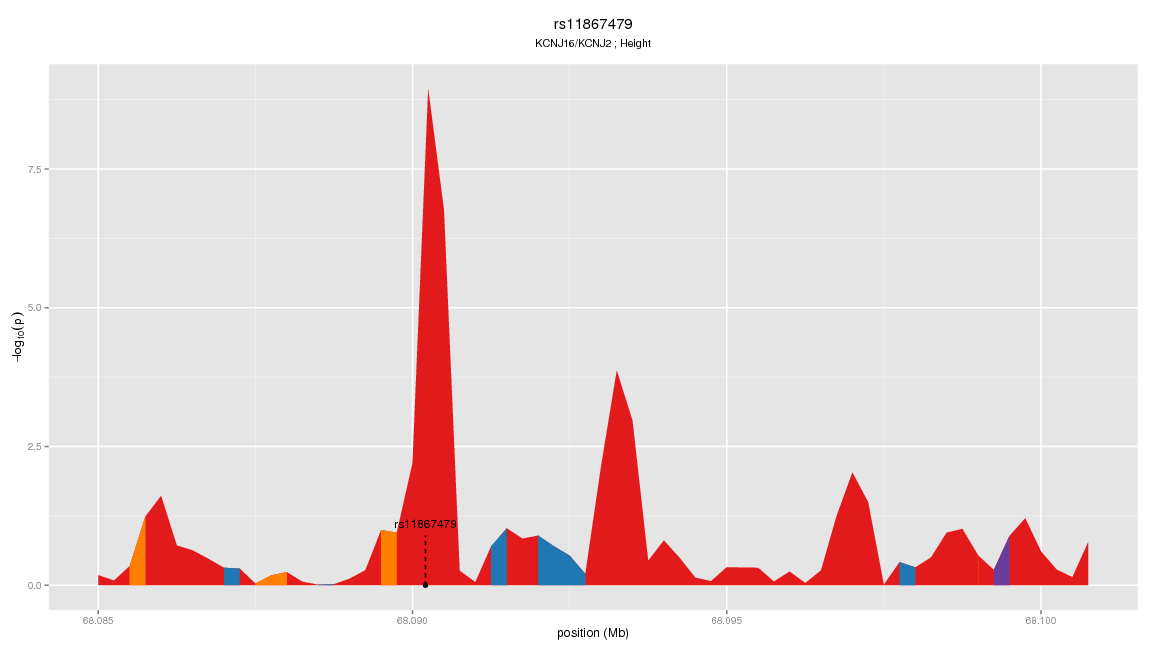 rs11867479
KCNJ16/KCNJ2 ; Height
7.5
5.0
2.5
0.0
−log10(p)
rs11867479
68.085
68.090
68.095
68.100
position (Mb)